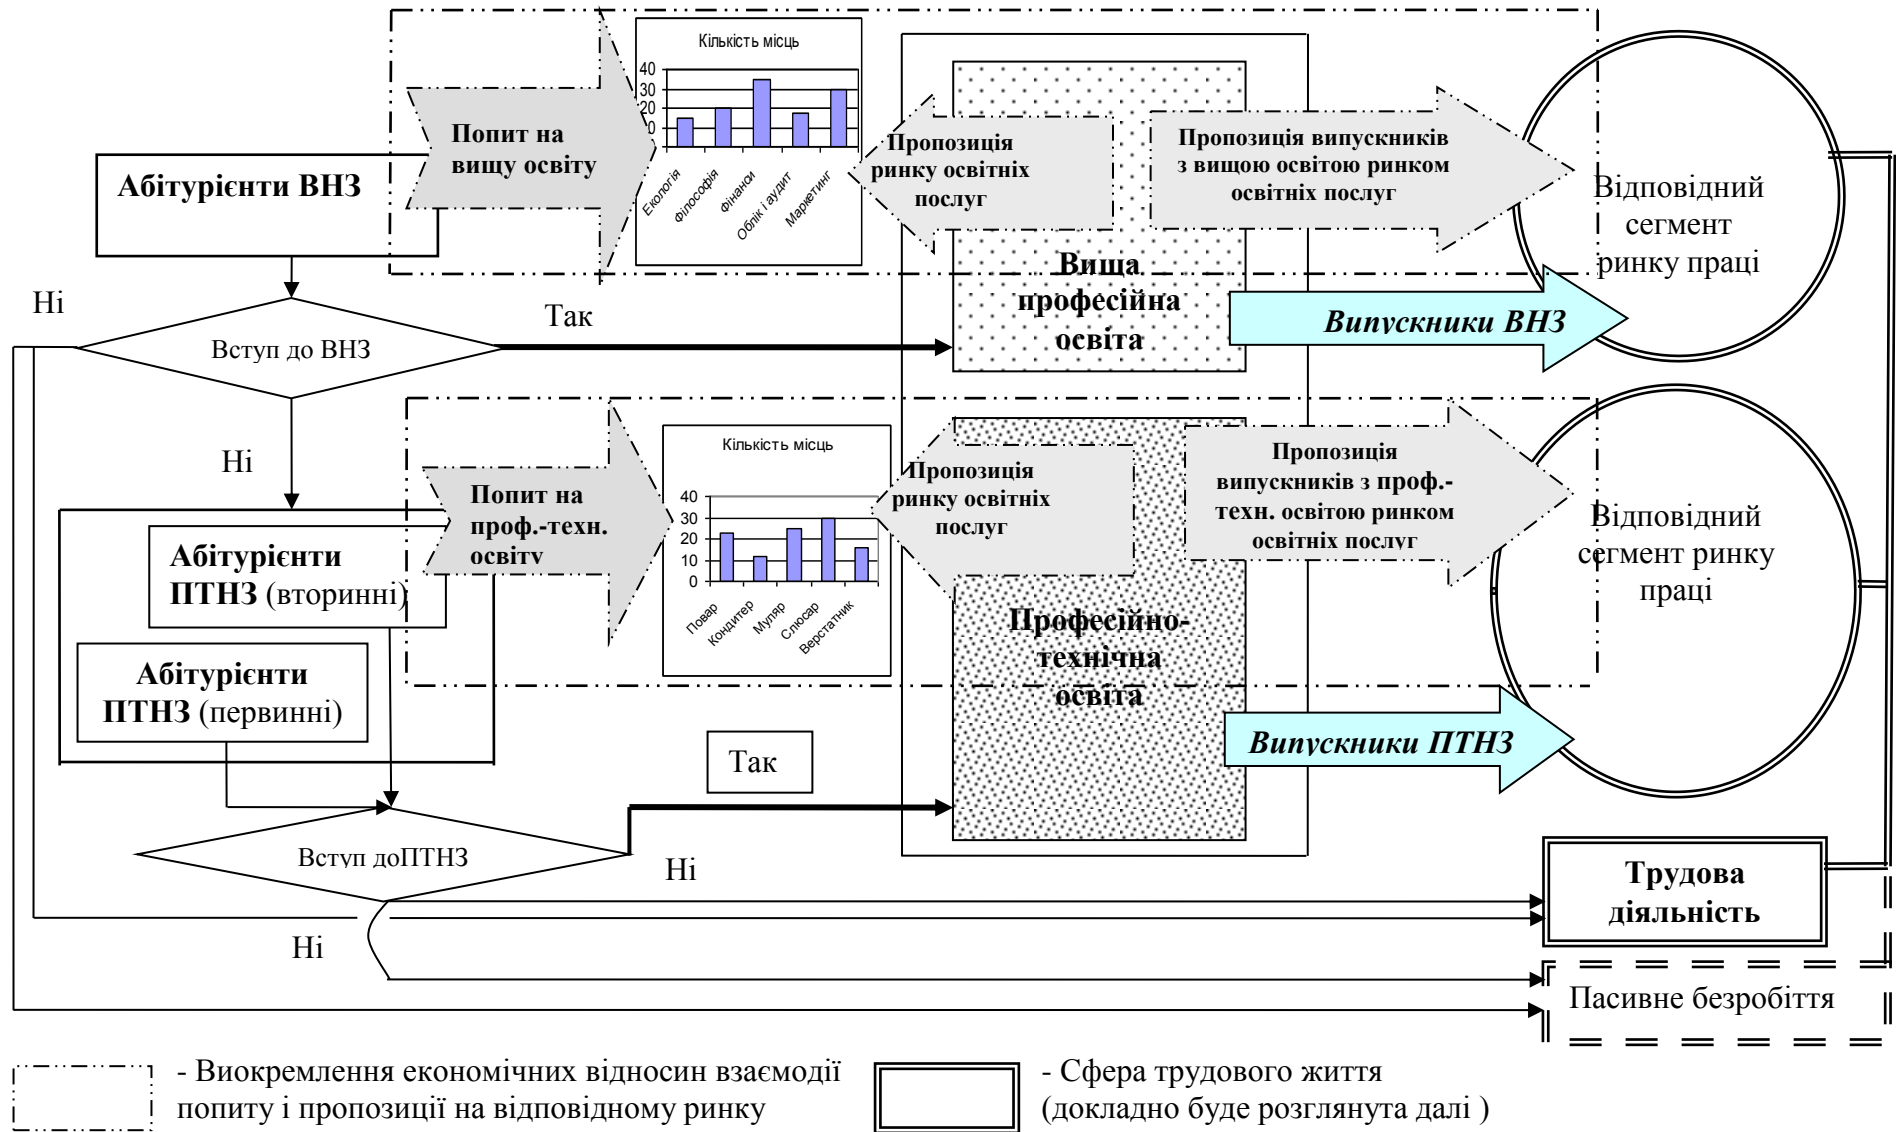 Кількість місць
40
30
20
0
Екологія
Філософія
Фінанси
Облік і аудит
Маркетинг
Попит на
вищу освіту
Абітурієнти ВНЗ
Пропозиція
ринку освітніх
послуг
Пропозиція випускників
з вищою освітою ринком
освітніх послуг
Відповідний
сегмент
ринку праці
Вища
професійна
освіта
Випускники ВНЗ
Ні
Так
Вступ до ВНЗ
Ні
Кількість місць
40
30
20
10
0
Повар
Кондитер
Муляр
Слюсар
Верстатник
Попит на
проф.-техн.
освіту
Пропозиція
ринку освітніх
послуг
Пропозиція
випускників з проф.-
техн. освітою ринком
освітніх послуг
Відповідний
сегмент ринку
праці
Абітурієнти
ПТНЗ (вторинні)
Абітурієнти
ПТНЗ (первинні)
Професійно-
технічна
освіта
Випускники ПТНЗ
Так
Вступ доПТНЗ
Ні
Ні
Трудова
діяльність
Пасивне безробіття
- Виокремлення економічних відносин взаємодії
попиту і пропозиції на відповідному ринку
- Сфера трудового життя
(докладно буде розглянута далі )